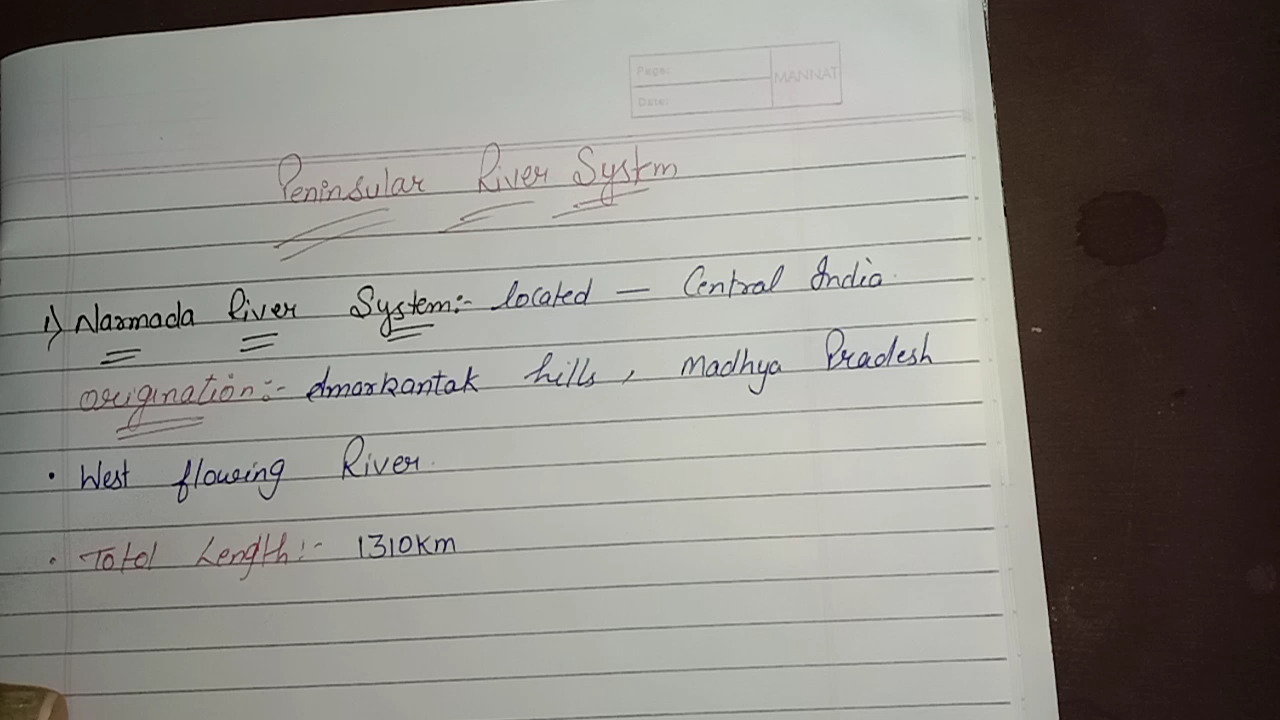 Page:
MANNAT
Date:
Peninsular River System
1) Narmada River System:- located — Central India.
origination:- Amarkantak hills, Madhya Pradesh
• West flowing River.
• Total Length:- 1310km